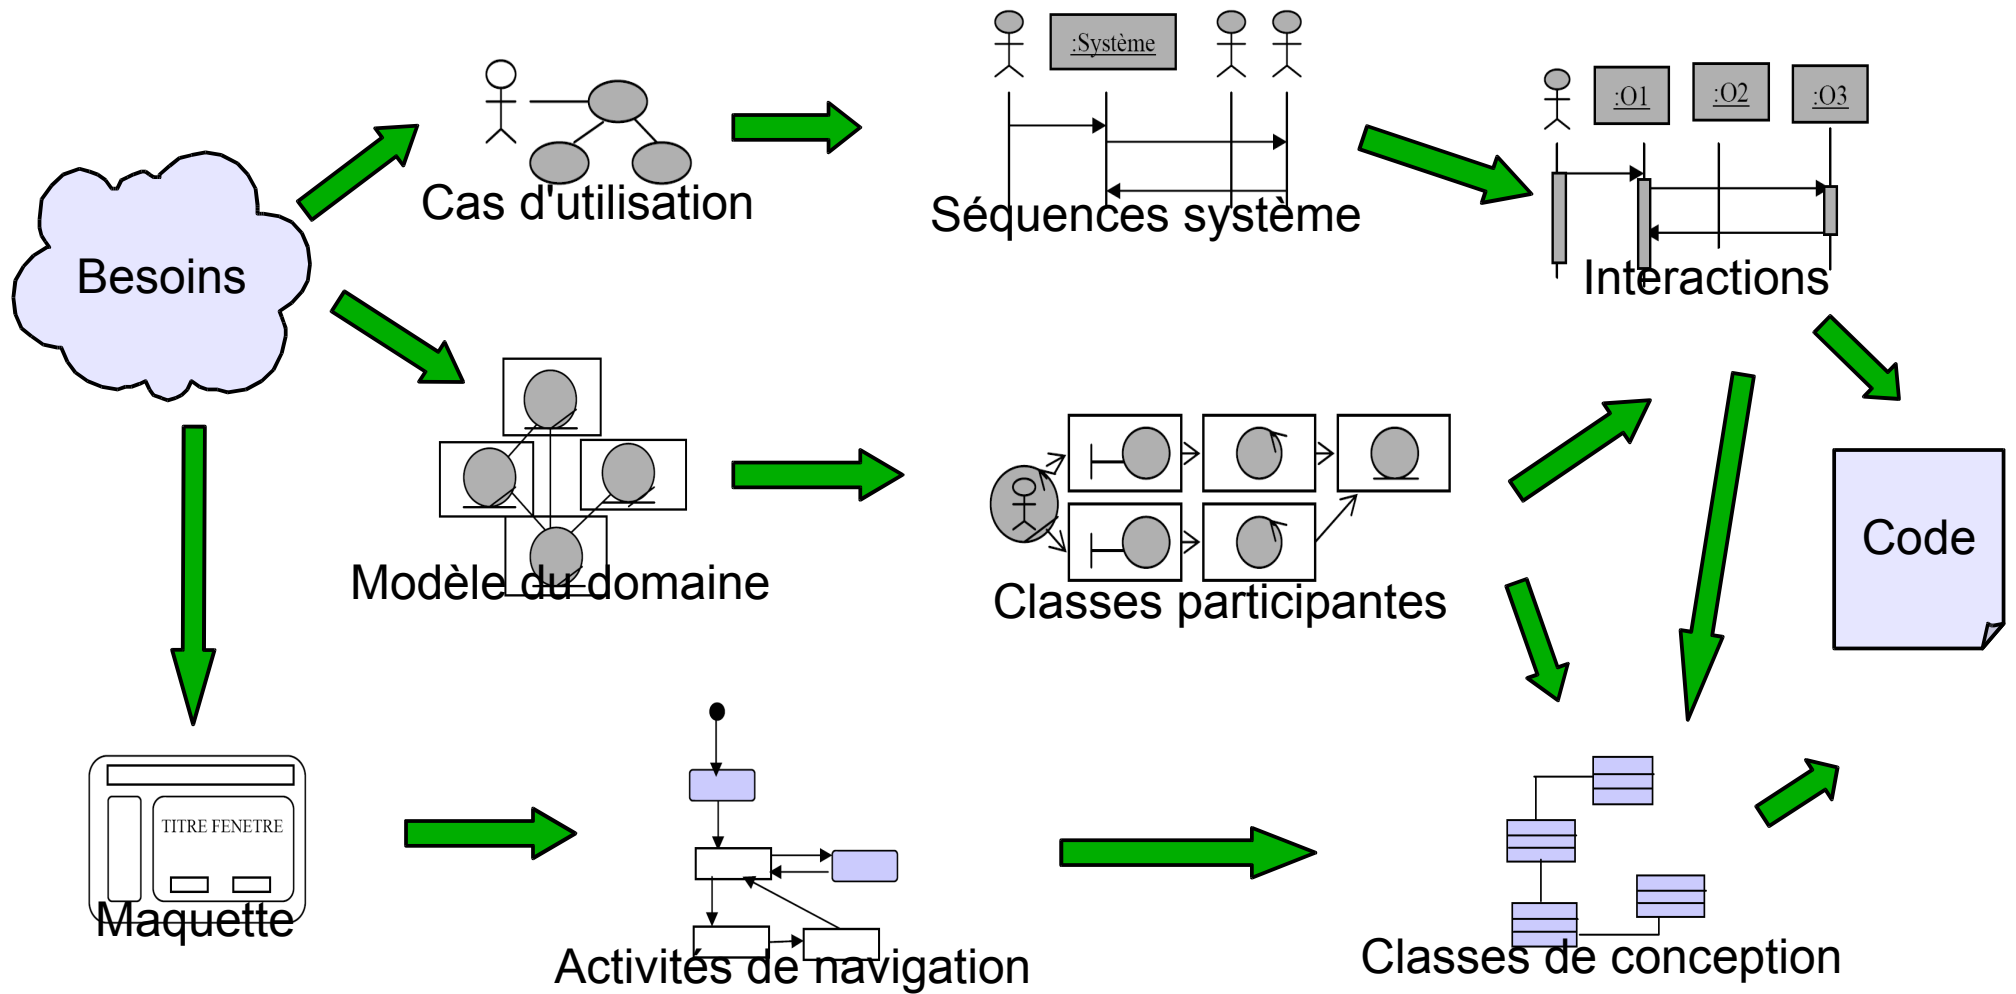 :Système
:O1
:O2
:O3
Cas d'utilisation
Séquences système
Besoins
Interactions
Code
Modèle du domaine
Classes participantes
TITRE FENETRE
Maquette
Activités de navigation
Classes de conception